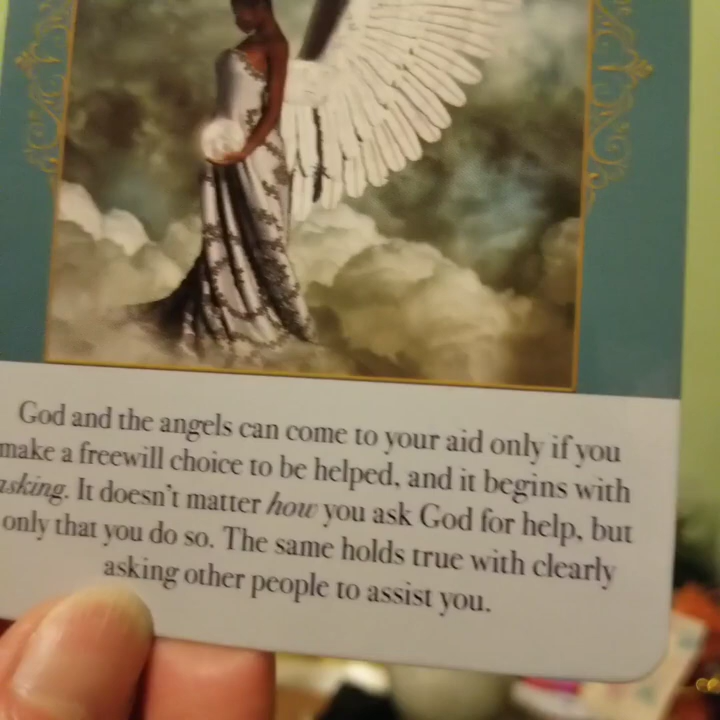 God and the angels can come to your aid only if you
make a freewill choice to be helped, and it begins with
asking. It doesn't matter how you ask God for help, but
only that you do so. The same holds true with clearly
asking other people to assist you.